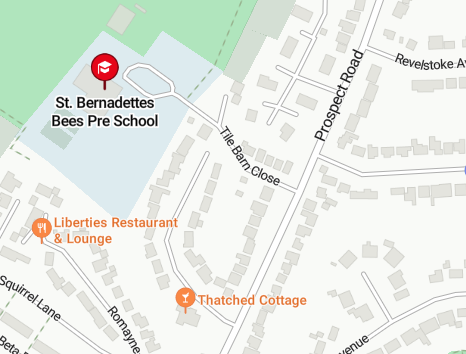 Revelstoke Av
Prospect Road
St. Bernadettes
Bees Pre School
Tile Barn Close
Liberties Restaurant
& Lounge
Squirrel Lane
Thatched Cottage
Romayne
Beta
venue